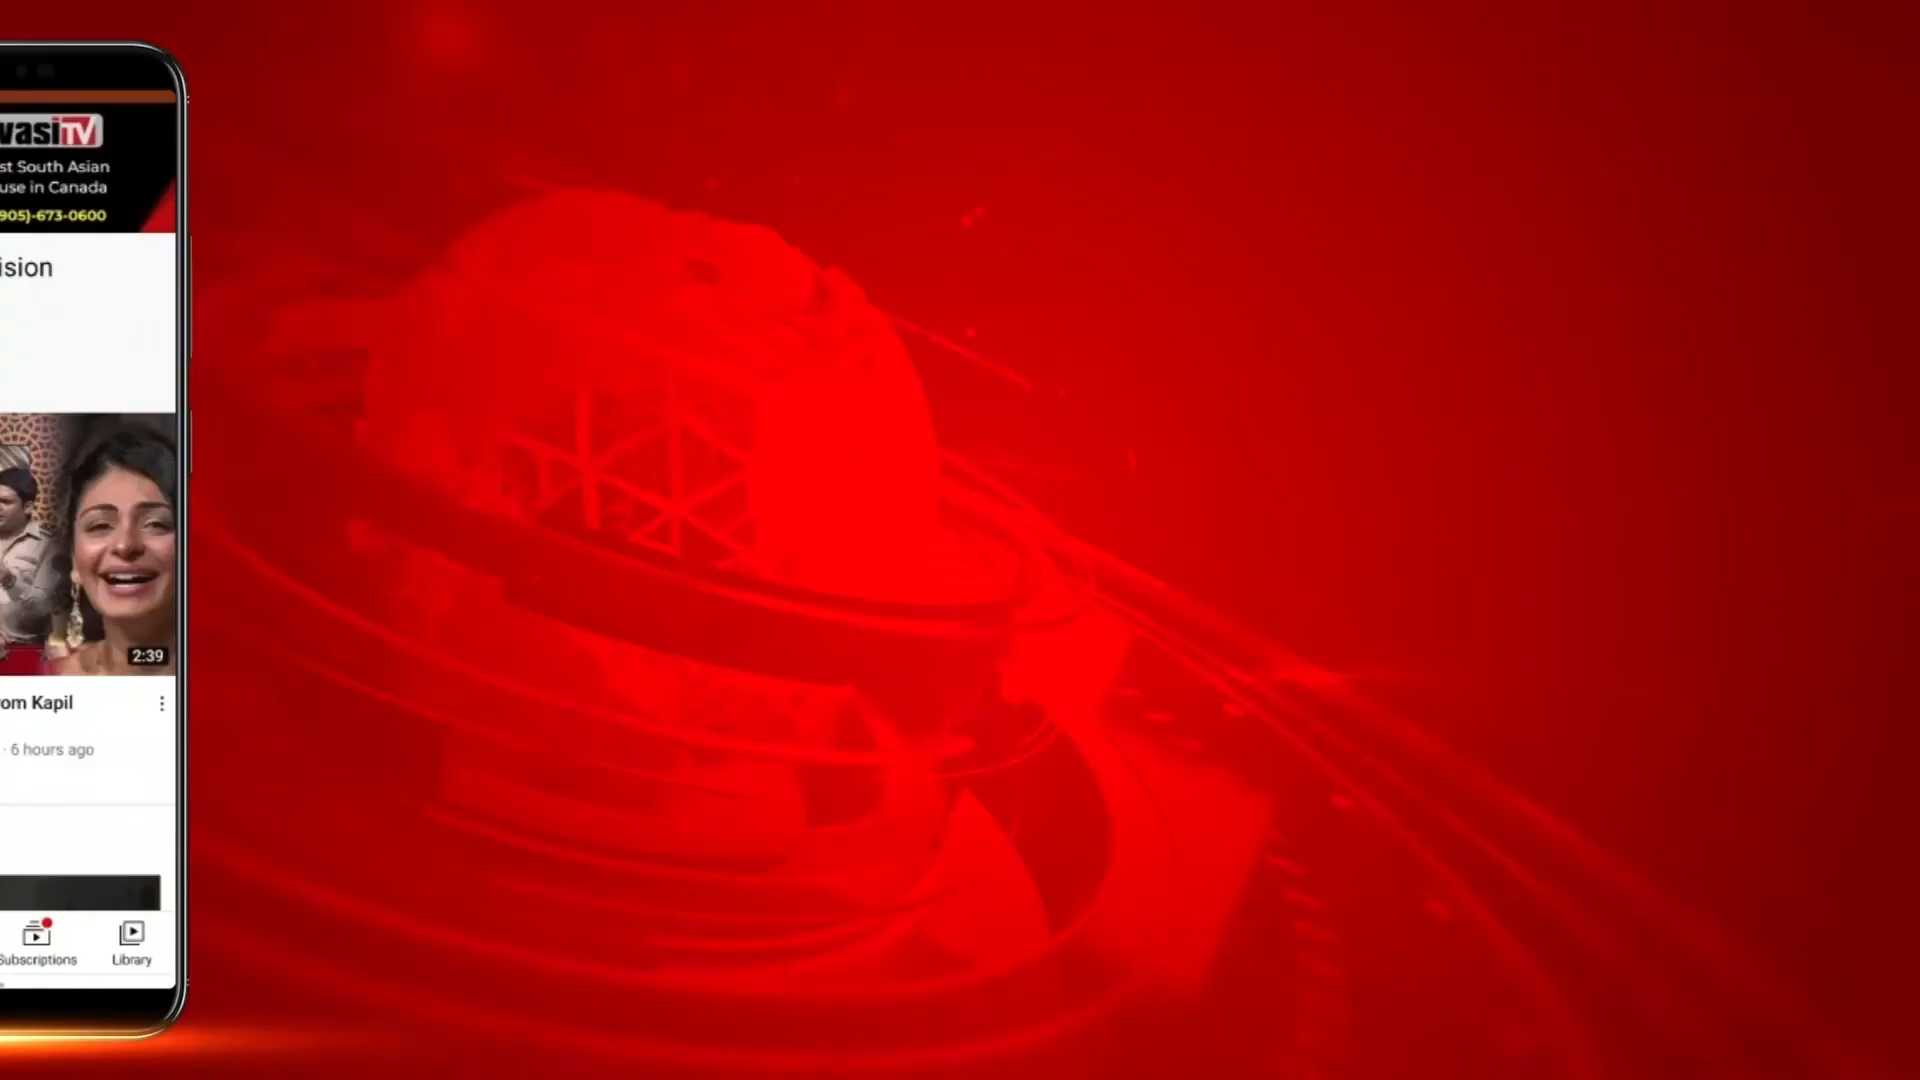 wasiTV
st South Asian
use in Canada
905)-673-0600
ision
2:39
om Kapil
· 6 hours ago
Subscriptions
Library